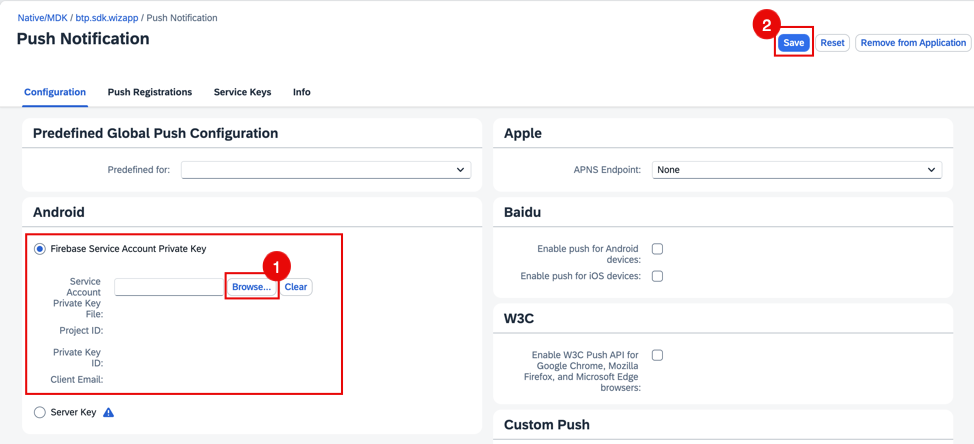 Native/MDK / btp.sdk.wizapp / Push Notification
Push Notification
2
Save
Reset
Remove from Application
Configuration
Push Registrations
Service Keys
Info
Predefined Global Push Configuration
Predefined for:
Android
Firebase Service Account Private Key
1
Service
Account
Private Key
File:
Browse...
Clear
Project ID:
Private Key
ID:
Client Email:
Server Key
Apple
APNS Endpoint:
None
Baidu
Enable push for Android
devices:
Enable push for iOS devices:
W3C
Enable W3C Push API for
Google Chrome, Mozilla
Firefox, and Microsoft Edge
browsers:
Custom Push